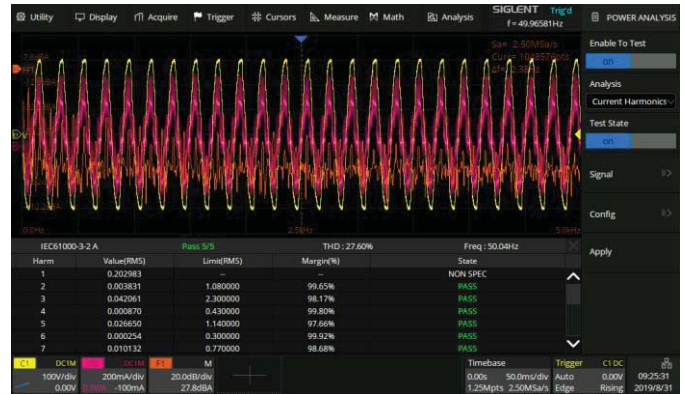 Utility Display Acquire Trigger Cursors Measure Math Analysis SIGLENT Trig'd
f = 49.96581Hz
POWER ANALYSIS
Enable To Test
on
Analysis
Current Harmonics
Test State
on
Signal
Config
Apply
Sa= 2.50MSa/s
FFT
0.0Hz 2.5kHz 5.0kHz
IEC61000-3-2 A Pass 5/5 THD : 27.60% Freq : 50.04Hz
Harm Value(RMS) Limit(RMS) Margin(%) State
1 0.202983 -- -- NON SPEC
2 0.003831 1.080000 99.65% PASS
3 0.042061 2.300000 98.17% PASS
4 0.000870 0.430000 99.80% PASS
5 0.026650 1.140000 97.66% PASS
6 0.000254 0.300000 99.92% PASS
7 0.010132 0.770000 98.68% PASS
C1 DC1M DC1M F1 M Timebase Trigger C1 DC
100V/div 200mA/div 20.0dB/div 0.00s 50.0ms/div Auto 0.00V 09:25:31
0.00V -100mA 27.8dBA 1.25Mpts 2.50MSa/s Edge Rising 2019/8/31